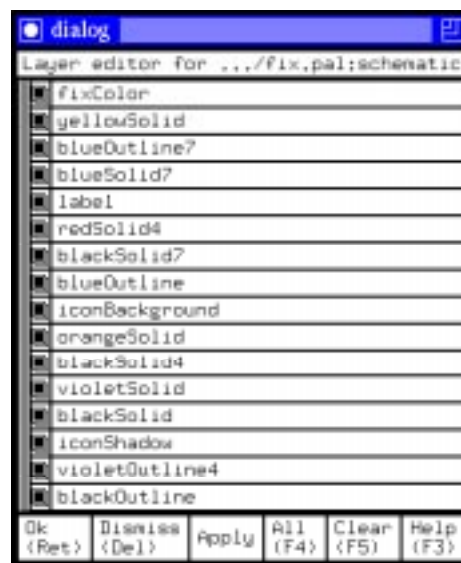 dialog
Layer editor for .../fix.pal;schematic
fixColor
yellowSolid
blueOutline7
blueSolid7
label
redSolid4
blackSolid7
blueOutline
iconBackground
orangeSolid
blackSolid4
violetSolid
blackSolid
iconShadow
violetOutline4
blackOutline
Ok Dismiss Apply All Clear Help
(Ret) (Del) (F4) (F5) (F3)